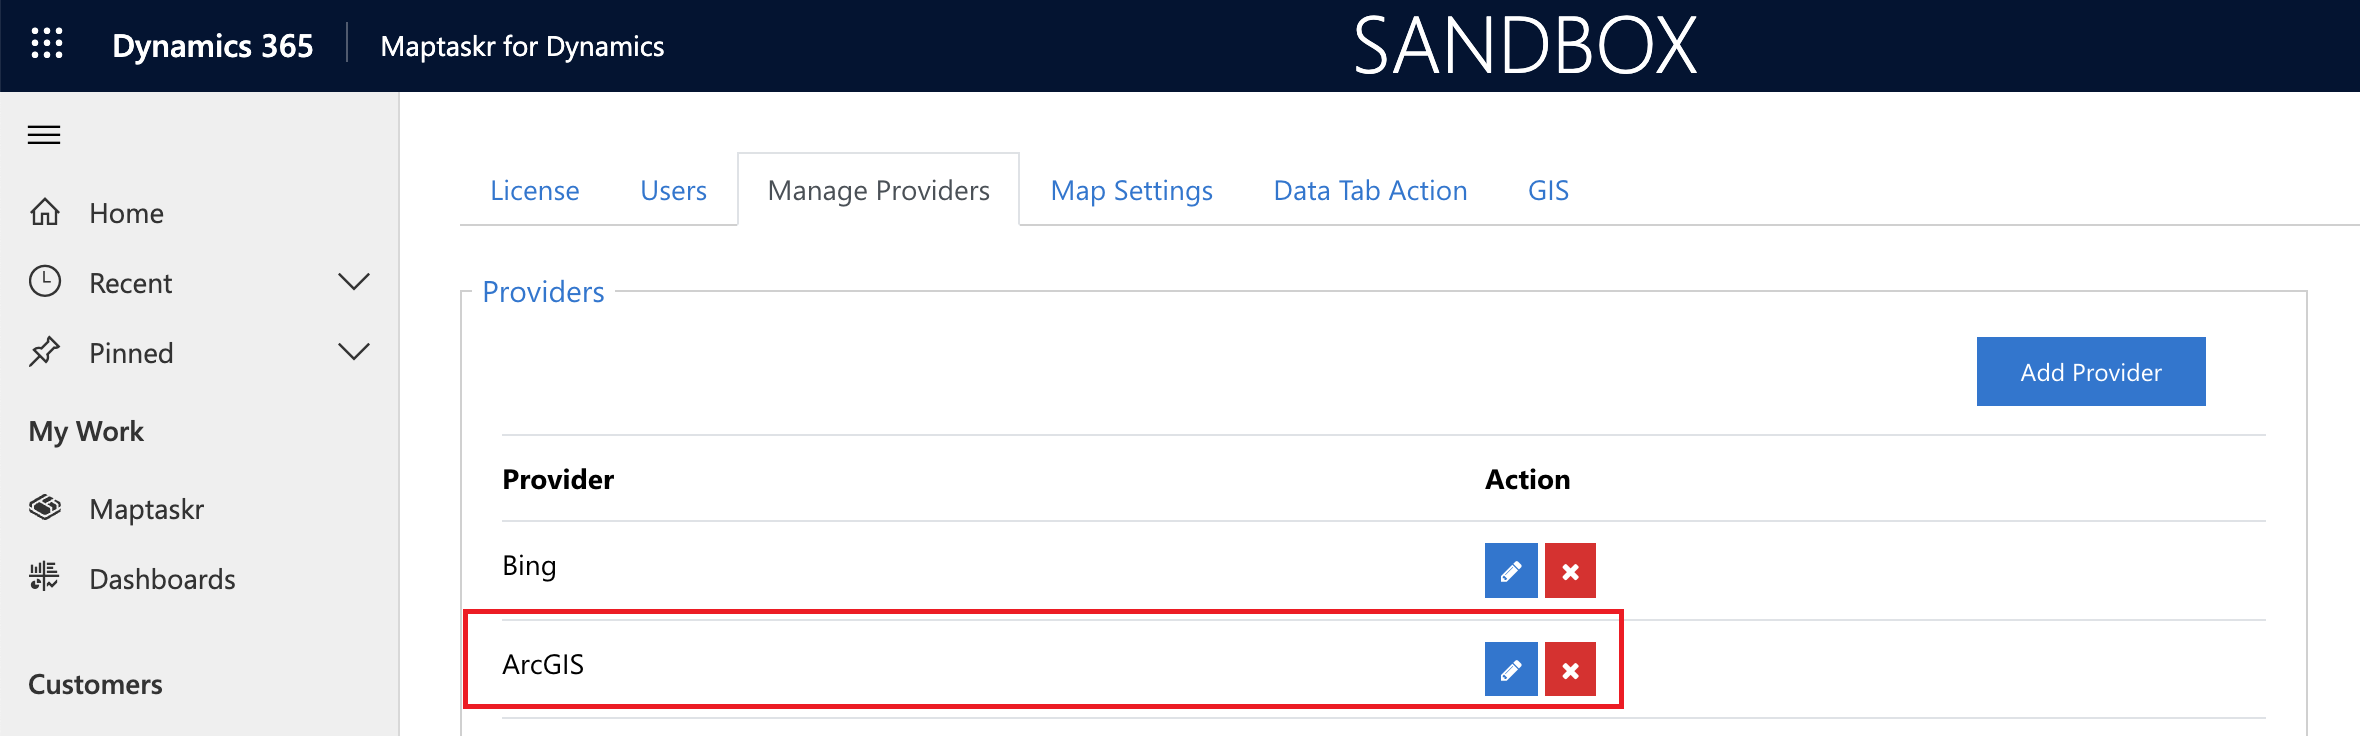 Dynamics 365
Maptaskr for Dynamics
SANDBOX
Home
Recent
Pinned
My Work
Maptaskr
Dashboards
Customers
License
Users
Manage Providers
Map Settings
Data Tab Action
GIS
Providers
Add Provider
Provider
Action
Bing
ArcGIS